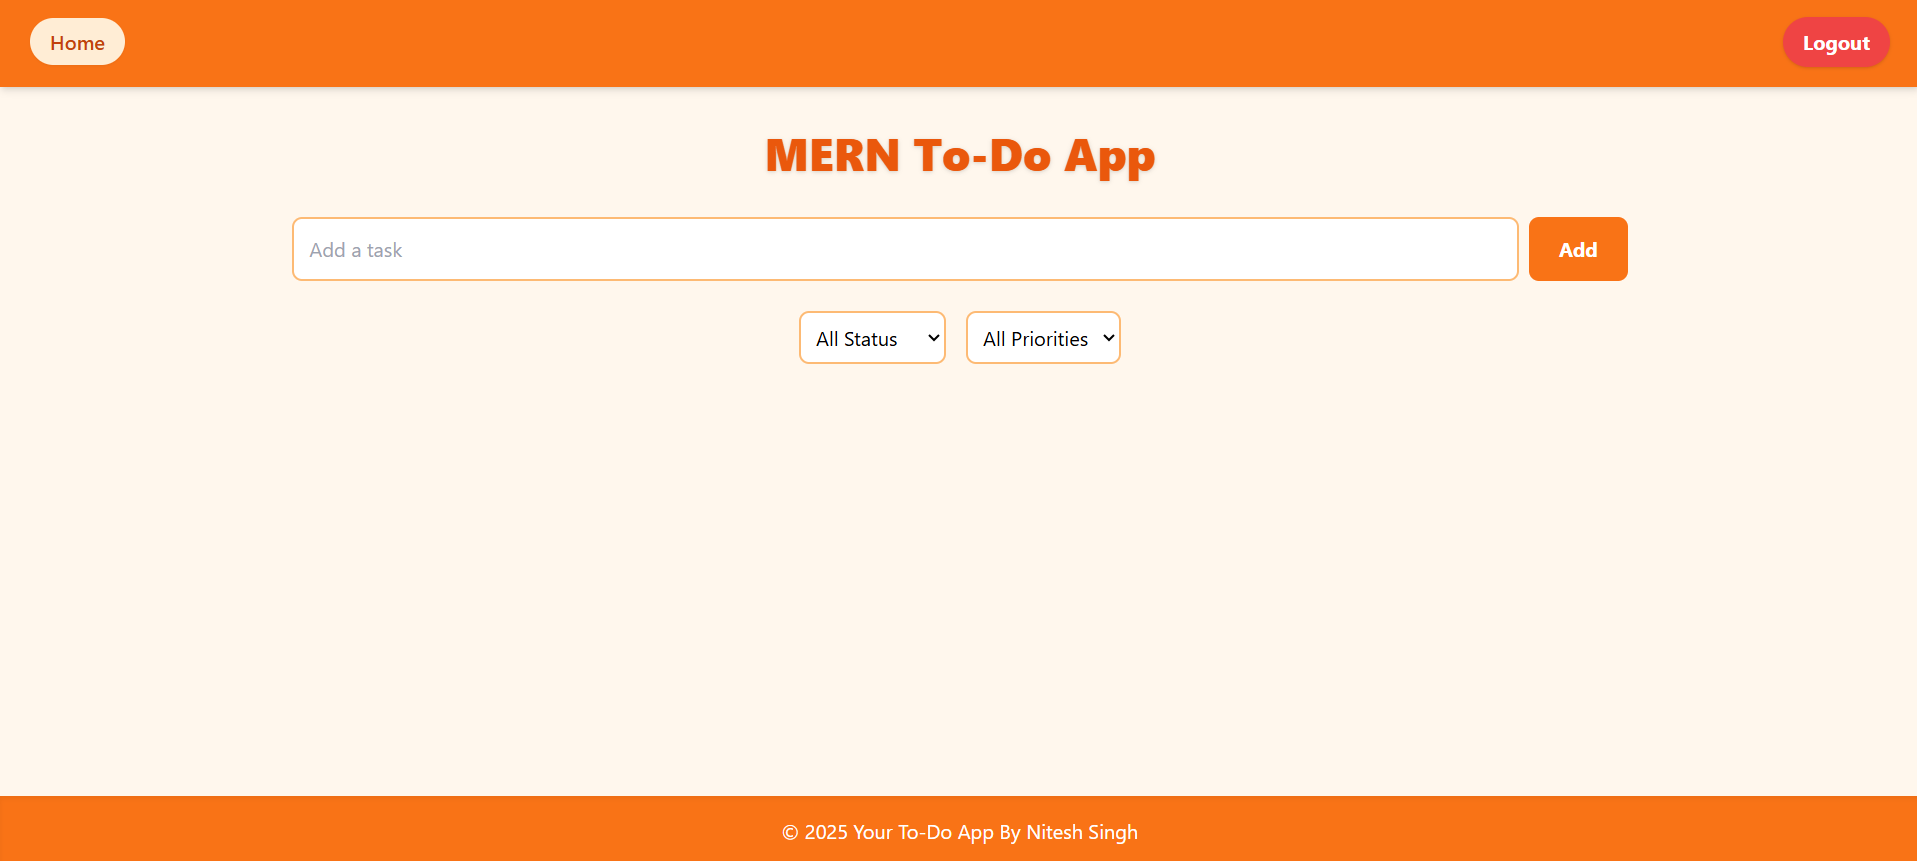 Home
Logout
MERN To-Do App
Add a task
Add
All Status
All Priorities
© 2025 Your To-Do App By Nitesh Singh